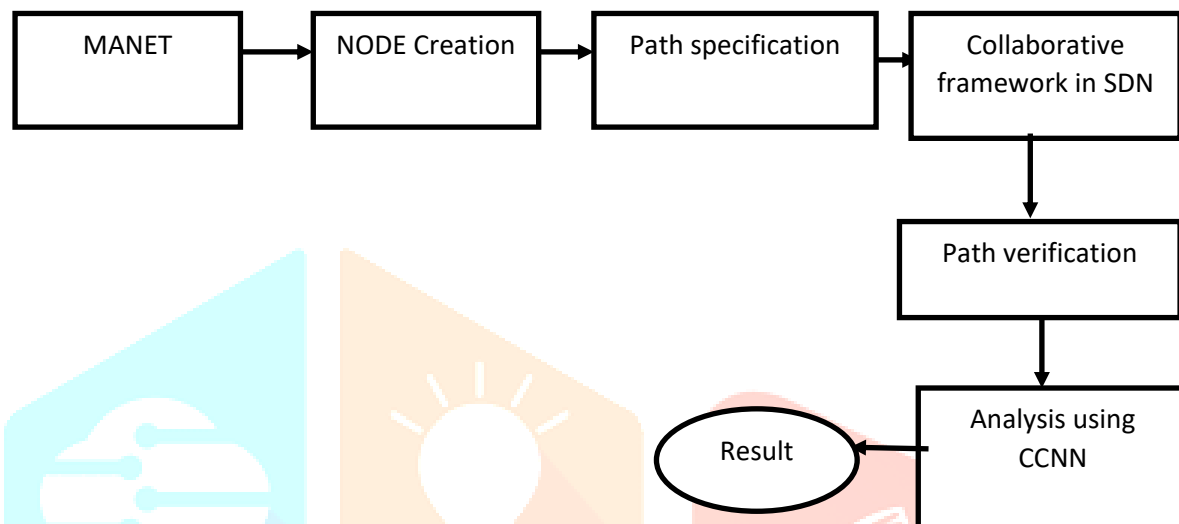 MANET
NODE Creation
Path specification
Collaborative
framework in SDN
Path verification
Analysis using
CCNN
Result